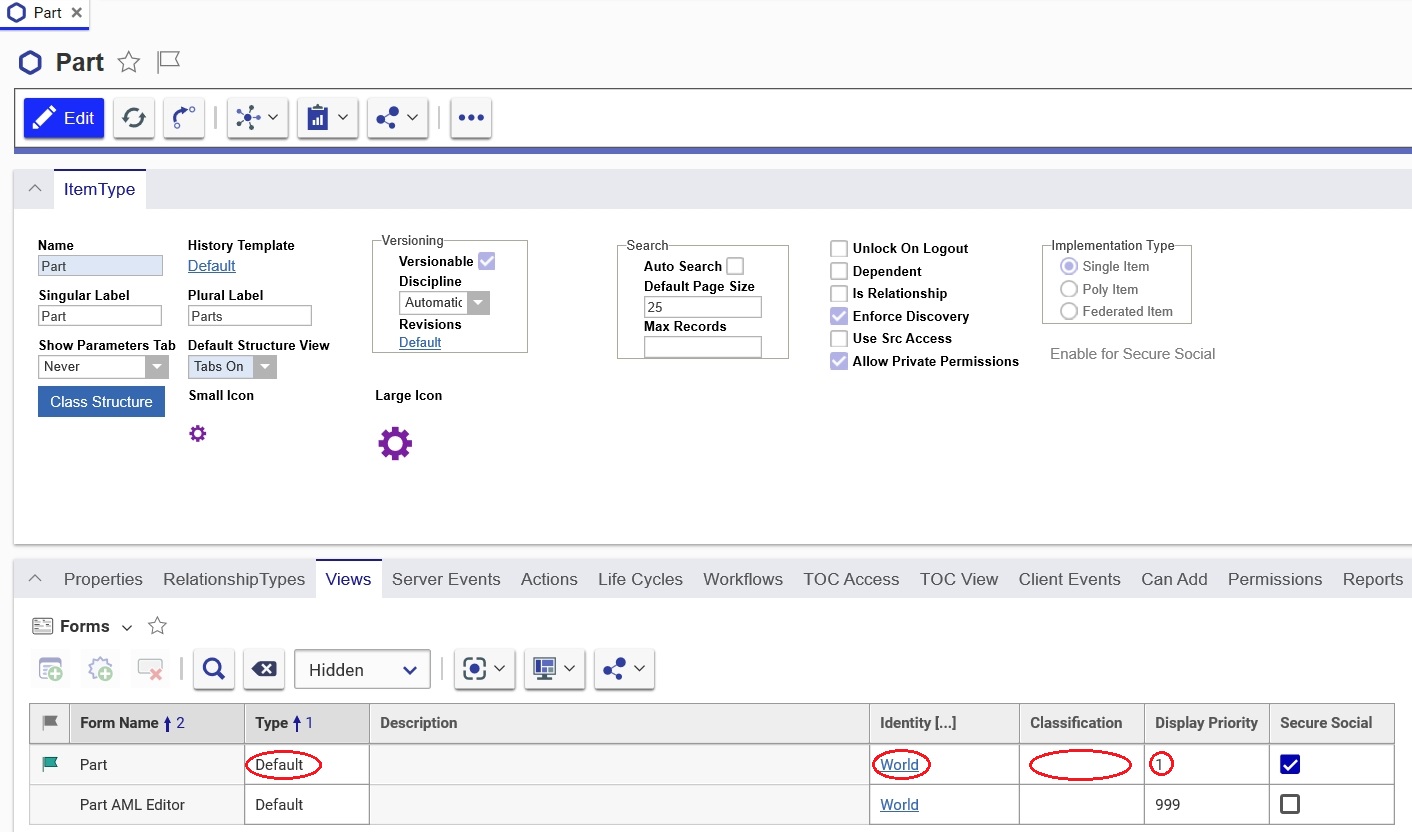 Part
Part
Edit
ItemType
Name
History Template
Versioning
Search
Implementation Type
Part
Default
Versionable
Auto Search
Unlock On Logout
Single Item
Discipline
Default Page Size
Dependent
Poly Item
Singular Label
Plural Label
Automatic
25
Is Relationship
Federated Item
Part
Parts
Revisions
Max Records
Enforce Discovery
Show Parameters Tab
Default Structure View
Default
Use Src Access
Enable for Secure Social
Never
Tabs On
Allow Private Permissions
Class Structure
Small Icon
Large Icon
Properties RelationshipTypes Views Server Events Actions Life Cycles Workflows TOC Access TOC View Client Events Can Add Permissions Reports
Forms
Hidden
Form Name 2 Type 1 Description Identity [...] Classification Display Priority Secure Social
Part Default World 1
Part AML Editor Default World 999